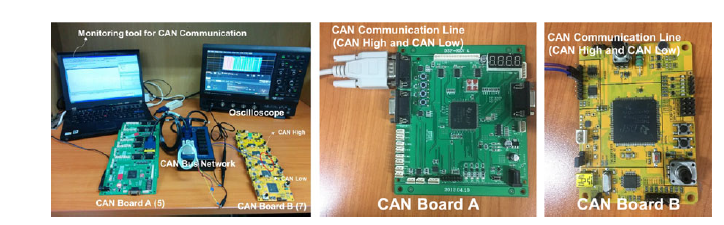 Monitoring tool for CAN Communication
Oscilloscope
CAN High
CAN Bus Network
CAN Low
CAN Board A (5)
CAN Board B (7)
CAN Communication Line
(CAN High and CAN Low)
CAN Board A
CAN Communication Line
(CAN High and CAN Low)
CAN Board B